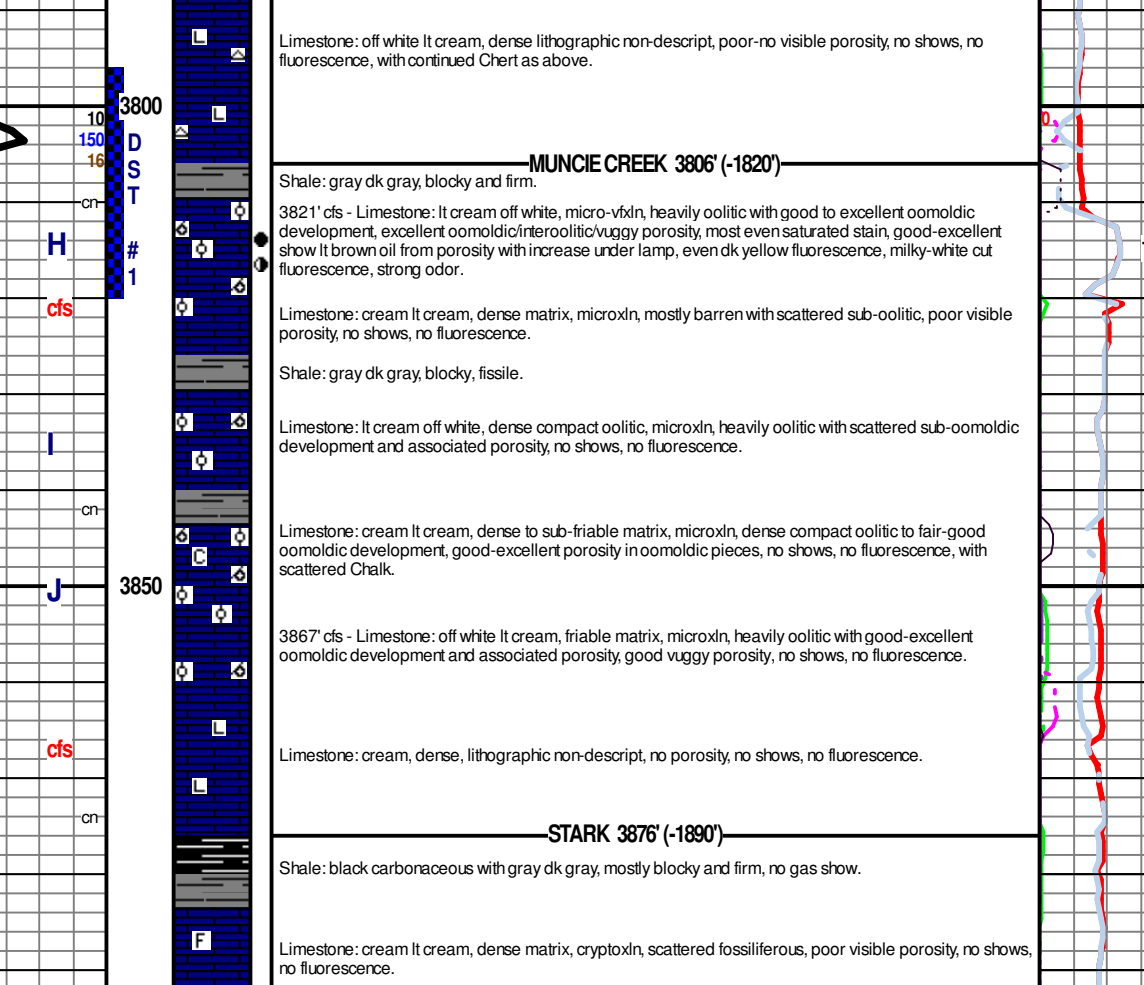 Limestone: off white lt cream, dense lithographic non-descript, poor-no visible porosity, no shows, no
fluorescence, with continued Chert as above.
3800
10
150
16
D
S
T
#
1
MUNCIE CREEK 3806' (-1820')
Shale: gray dk gray, blocky and firm.
cn
3821' cfs - Limestone: lt cream off white, micro-vfxln, heavily oolitic with good to excellent oomoldic
development, excellent oomoldic/interoolitic/vuggy porosity, most even saturated stain, good-excellent
show lt brown oil from porosity with increase under lamp, even dk yellow fluorescence, milky-white cut
fluorescence, strong odor.
H
cfs
Limestone: cream lt cream, dense matrix, microxln, mostly barren with scattered sub-oolitic, poor visible
porosity, no shows, no fluorescence.
Shale: gray dk gray, blocky, fissile.
I
Limestone: lt cream off white, dense compact oolitic, microxln, heavily oolitic with scattered sub-oomoldic
development and associated porosity, no shows, no fluorescence.
cn
Limestone: cream lt cream, dense to sub-friable matrix, microxln, dense compact oolitic to fair-good
oomoldic development, good-excellent porosity in oomoldic pieces, no shows, no fluorescence, with
scattered Chalk.
J
3850
3867' cfs - Limestone: off white lt cream, friable matrix, microxln, heavily oolitic with good-excellent
oomoldic development and associated porosity, good vuggy porosity, no shows, no fluorescence.
cfs
Limestone: cream, dense, lithographic non-descript, no porosity, no shows, no fluorescence.
cn
STARK 3876' (-1890')
Shale: black carbonaceous with gray dk gray, mostly blocky and firm, no gas show.
Limestone: cream lt cream, dense matrix, cryptoxln, scattered fossiliferous, poor visible porosity, no shows,
no fluorescence.
L
L
C
L
L
F
0